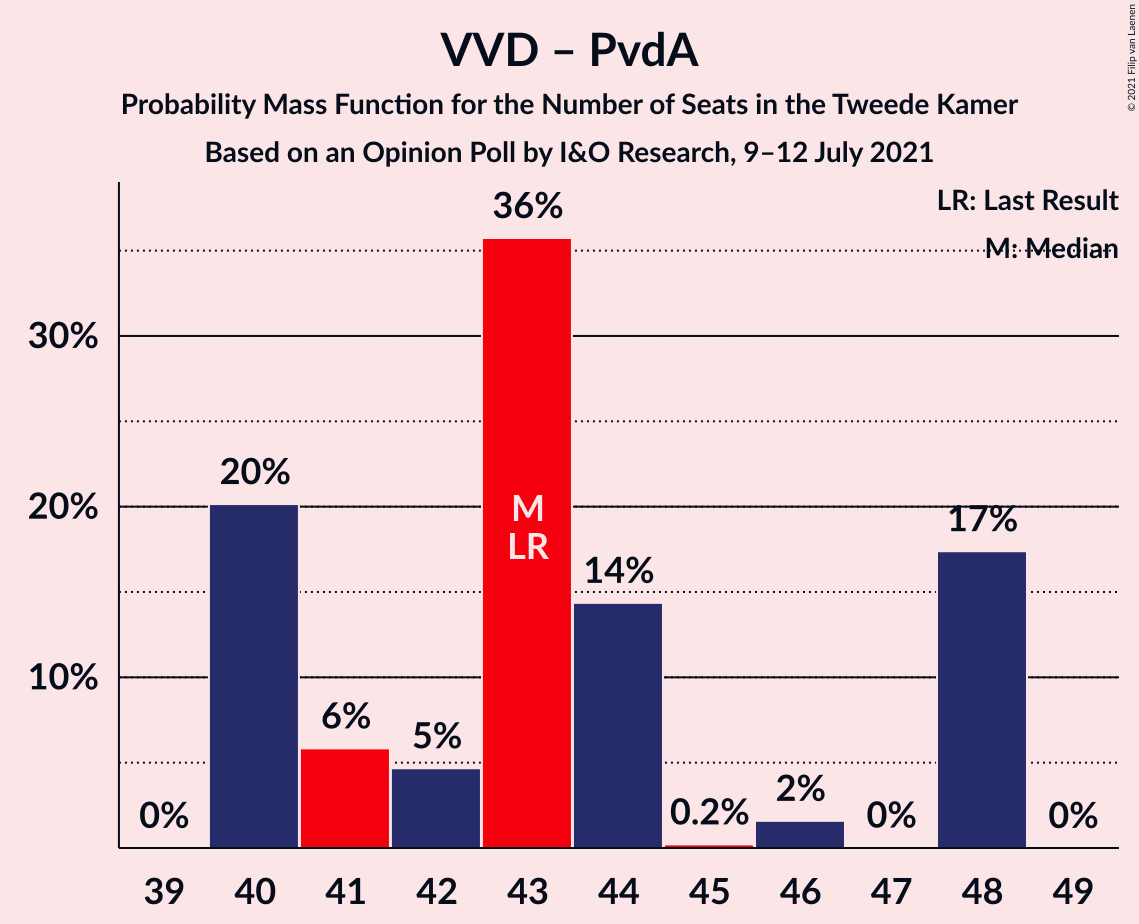 VVD – PvdA
Probability Mass Function for the Number of Seats in the Tweede Kamer
Based on an Opinion Poll by I&O Research, 9–12 July 2021
© 2021 Filip van Laenen
LR: Last Result
M: Median
30%
20%
10%
0%
20%
6%
5%
36%
M
LR
14%
0.2%
2%
0%
17%
0%
39 40 41 42 43 44 45 46 47 48 49